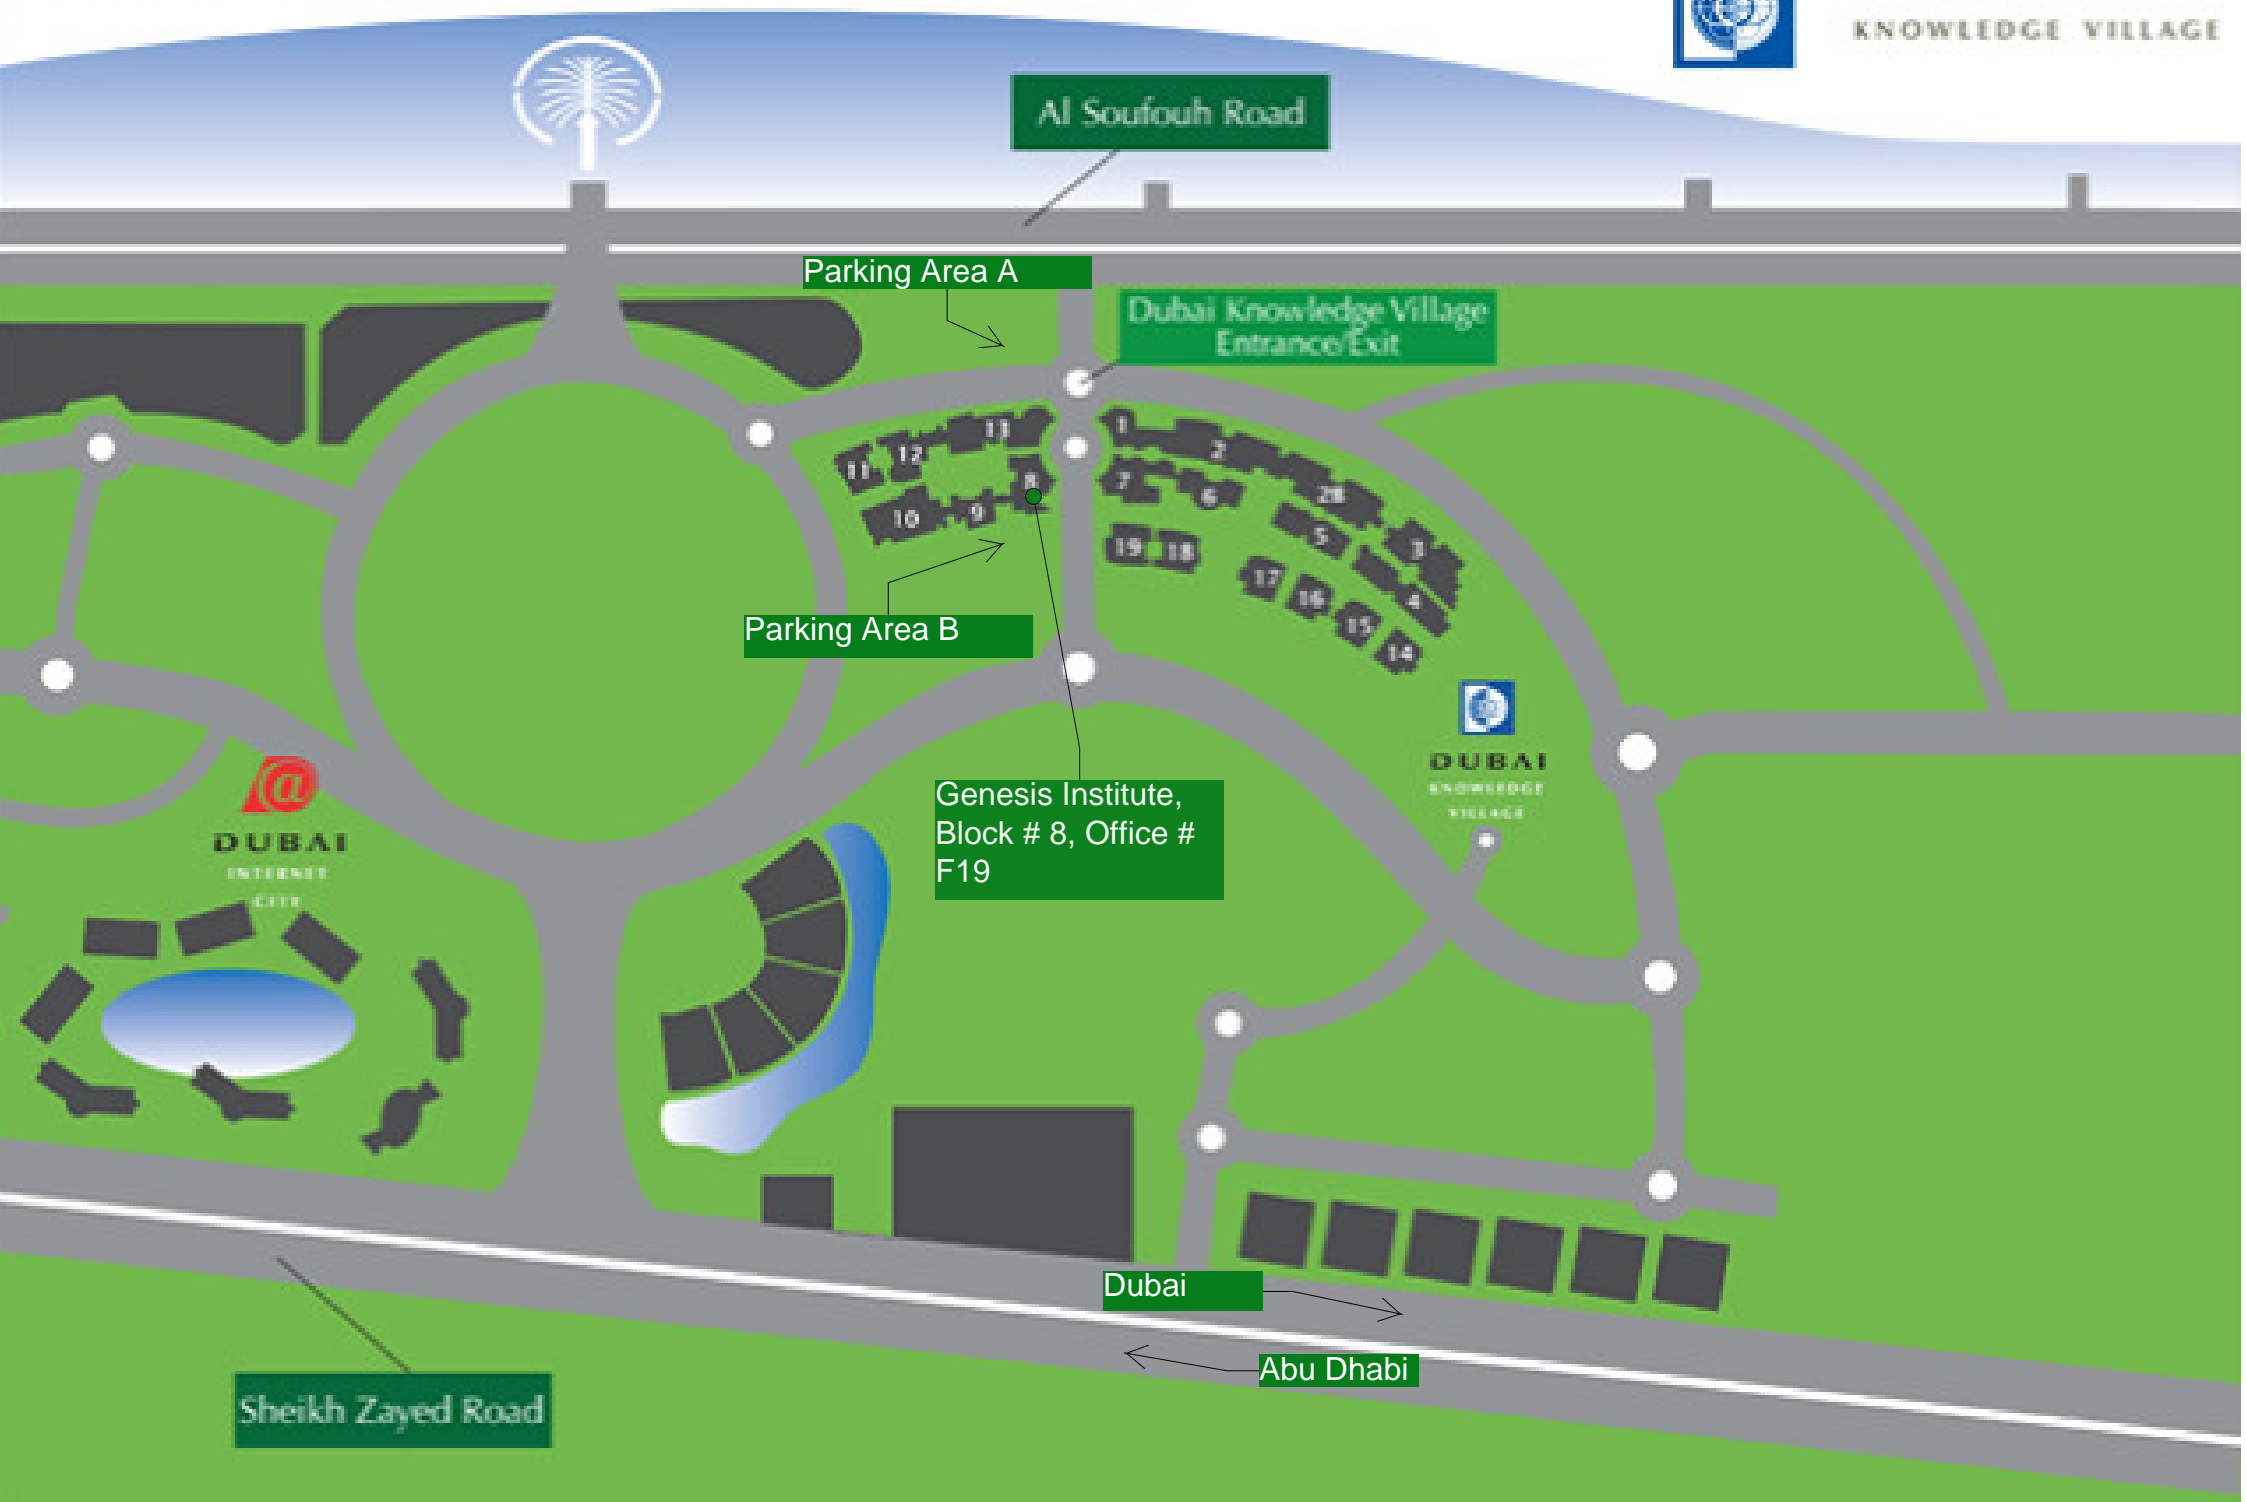 KNOWLEDGE VILLAGE
Al Soufouh Road
Parking Area A
Dubai Knowledge Village
Entrance/Exit
1
13
2
12
11
8
7
6
2B
10
9
5
3
19
18
17
16
4
15
14
Parking Area B
DUBAI
KNOWLEDGE
VILLAGE
Genesis Institute,
Block # 8, Office #
F19
@
DUBAI
INTERNET
CITY
Dubai
Abu Dhabi
Sheikh Zayed Road